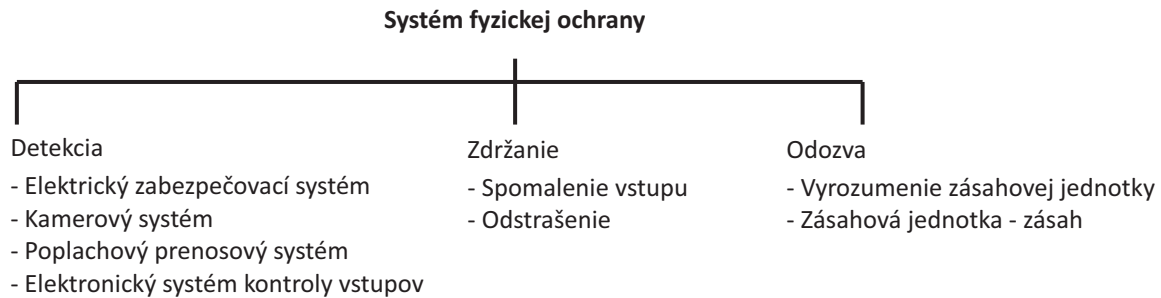 Systém fyzickej ochrany
Detekcia
- Elektrický zabezpečovací systém
- Kamerový systém
- Poplachový prenosový systém
- Elektronický systém kontroly vstupov
Zdržanie
- Spomalenie vstupu
- Odstrašenie
Odozva
- Vyrozumenie zásahovej jednotky
- Zásahová jednotka - zásah